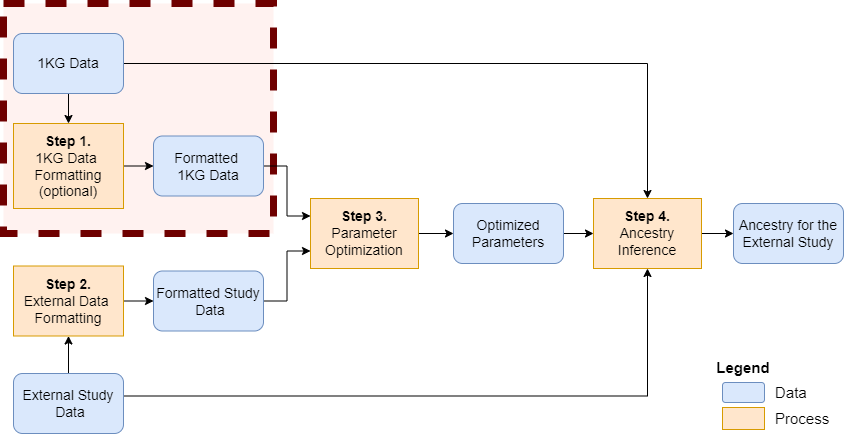 1KG Data
Step 1.
1KG Data
Formatting
(optional)
Formatted
1KG Data
Step 2.
External Data
Formatting
Formatted Study
Data
External Study
Data
Step 3.
Parameter
Optimization
Optimized
Parameters
Step 4.
Ancestry
Inference
Ancestry for the
External Study
Legend
Data
Process